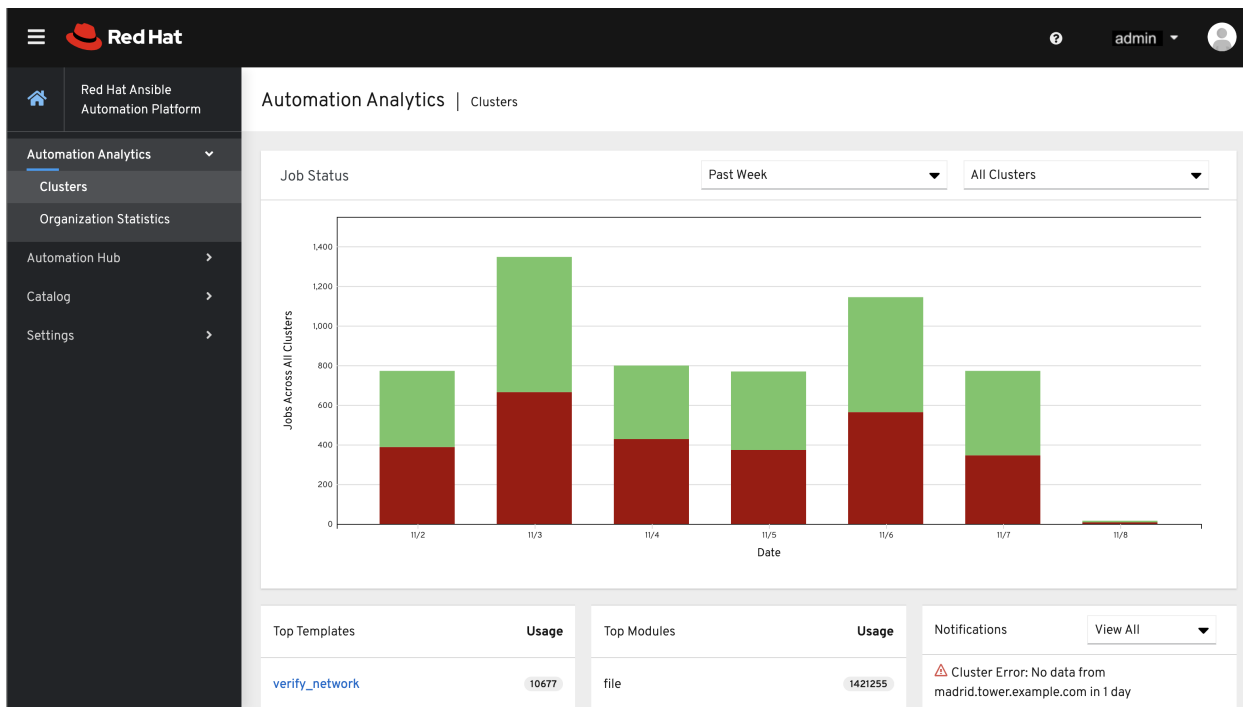 Red Hat
admin
Red Hat Ansible
Automation Platform
Automation Analytics
Clusters
Organization Statistics
Automation Hub
Catalog
Settings
Automation Analytics | Clusters
Job Status
Past Week
All Clusters
Jobs Across All Clusters
1,400
1,200
1,000
800
600
400
200
0
11/2 11/3 11/4 11/5 11/6 11/7 11/8
Date
Top Templates Usage
verify_network 10677
Top Modules Usage
file 1421255
Notifications View All
Cluster Error: No data from
madrid.tower.example.com in 1 day